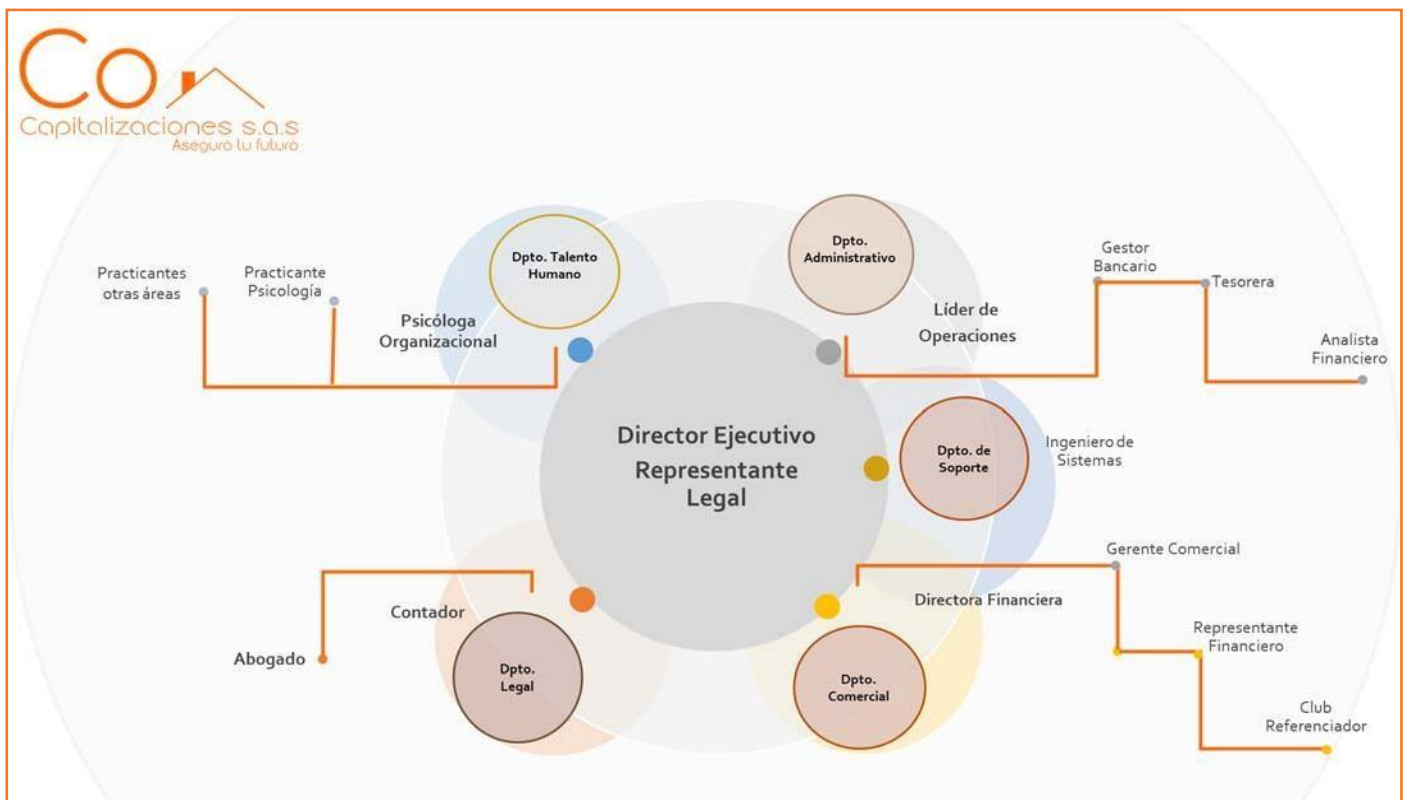 Co
Capitalizaciones s.a.s
Asegura tu futuro
Dpto. Talento
Humano
Dpto.
Administrativo
Practicantes
otras áreas
Practicante
Psicología
Psicóloga
Organizacional
Líder de
Operaciones
Gestor
Bancario
Tesorera
Analista
Financiero
Director Ejecutivo
Representante
Legal
Dpto. de
Soporte
Ingeniero de
Sistemas
Gerente Comercial
Contador
Directora Financiera
Abogado
Dpto.
Legal
Dpto.
Comercial
Representante
Financiero
Club
Referenciador